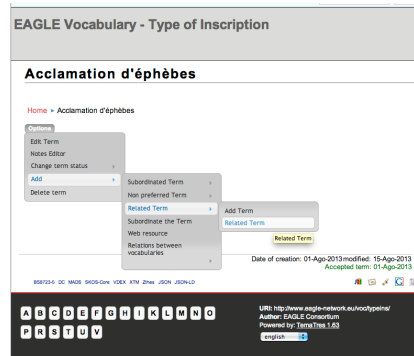 EAGLE Vocabulary - Type of Inscription
Acclamation d'éphèbes
Home ▸ Acclamation d'éphèbes
Options
Edit Term
Notes Editor
Change term status
Add
Delete term
Subordinated Term
Non preferred Term
Related Term
Subordinate the Term
Web resource
Relations between vocabularies
Add Term
Related Term
Related Term
Date of creation: 01-Ago-2013 modified: 15-Ago-2013
Accepted term: 01-Ago-2013
BS8723-5 DC MADS SKOS-Core VDEX XTM Zthes JSON JSON-LD
A B C D E F G H I K L M N O
P R S T U V
URI: http://www.eagle-network.eu/voc/typeins/
Author: EAGLE Consortium
Powered by: TemaTres 1.63
english